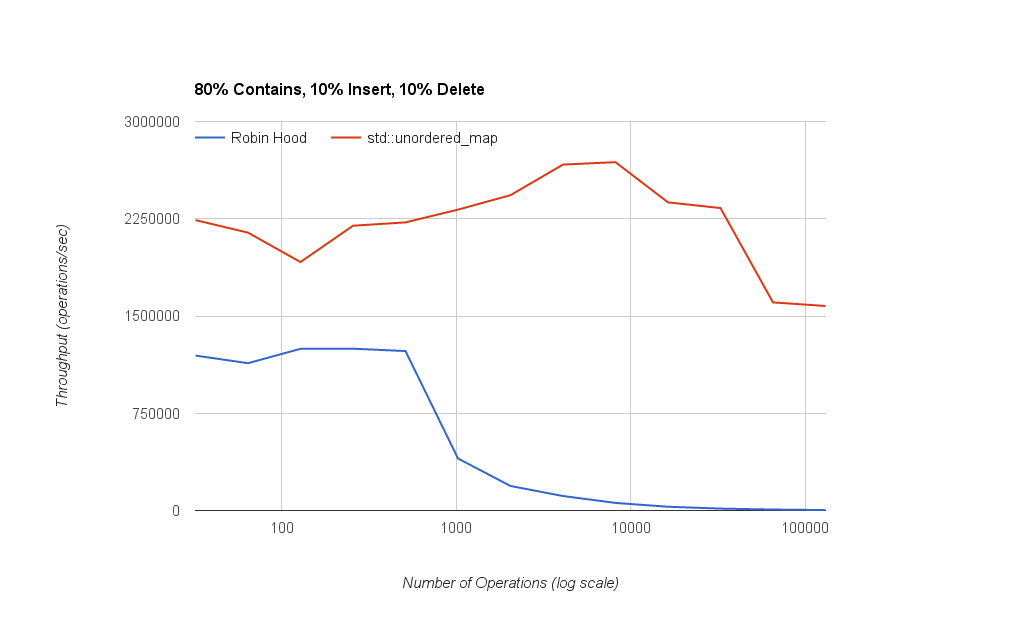 80% Contains, 10% Insert, 10% Delete
3000000
Robin Hood
std::unordered_map
2250000
1500000
750000
0
Throughput (operations/sec)
100
1000
10000
100000
Number of Operations (log scale)